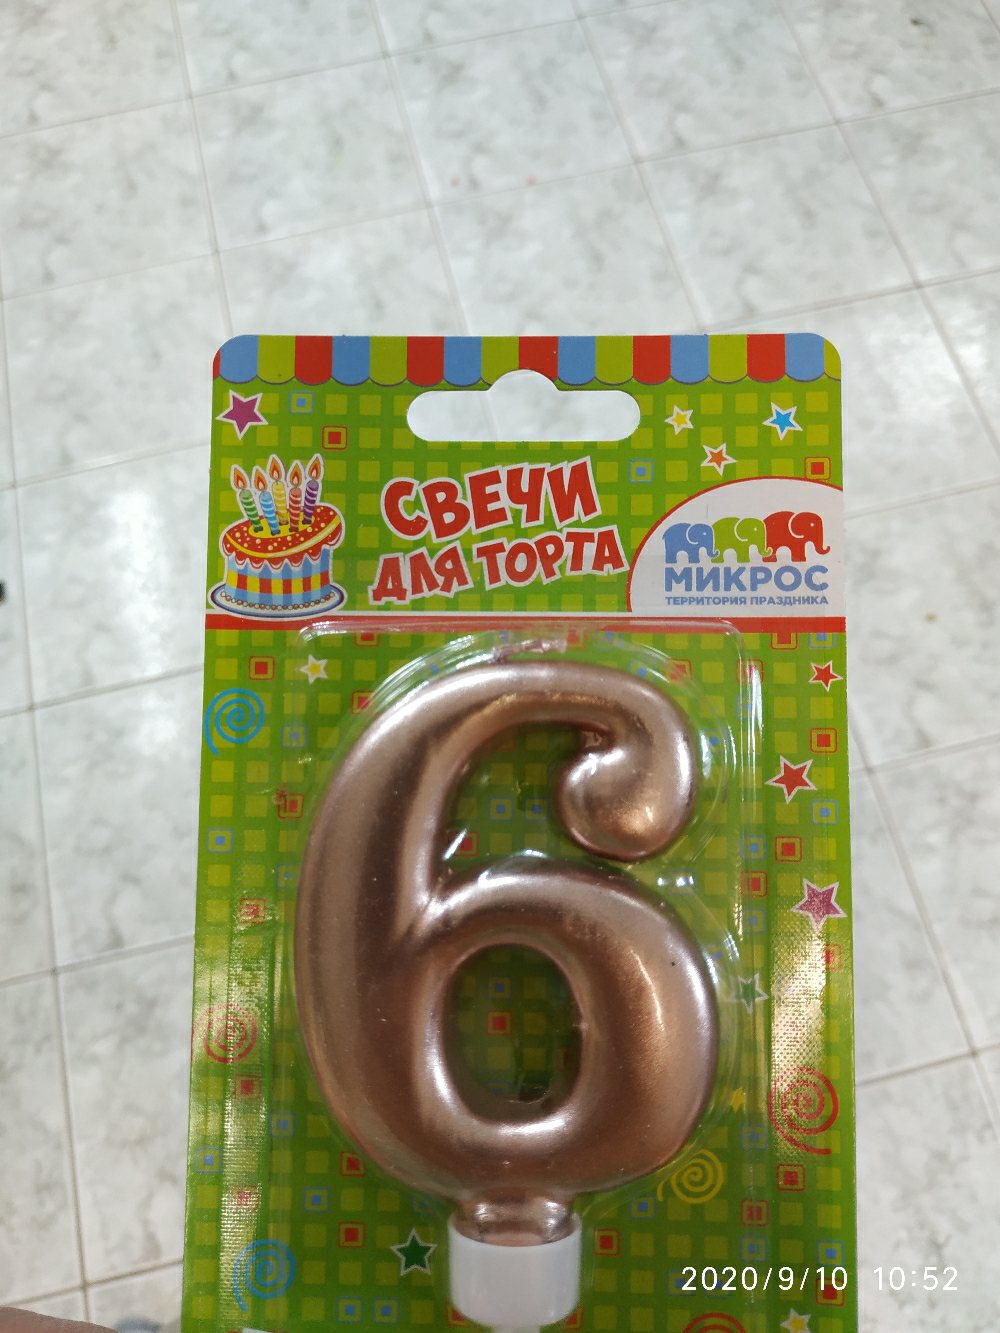 СВЕЧИ
ДЛЯ ТОРТА
МИКРОС
ТЕРРИТОРИЯ ПРАЗДНИКА
6
2020/9/10 10:52